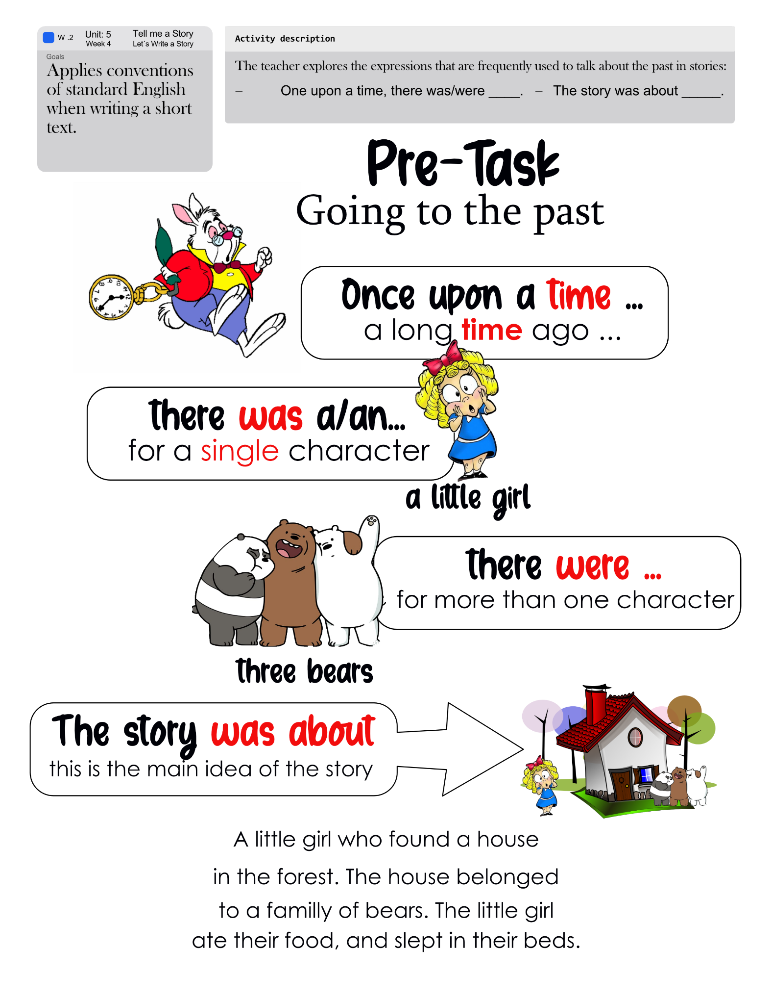 W .2 Unit: 5 Tell me a Story
Week 4 Let´s Write a Story
Goals
Applies conventions
of standard English
when writing a short
text.
Activity description
The teacher explores the expressions that are frequently used to talk about the past in stories:
– One upon a time, there was/were ____. – The story was about _____.
Pre-Task
Going to the past
Once upon a time ...
a long time ago ...
there was a/an...
for a single character
a little girl
there were ...
for more than one character
three bears
The story was about
this is the main idea of the story
A little girl who found a house
in the forest. The house belonged
to a familly of bears. The little girl
ate their food, and slept in their beds.